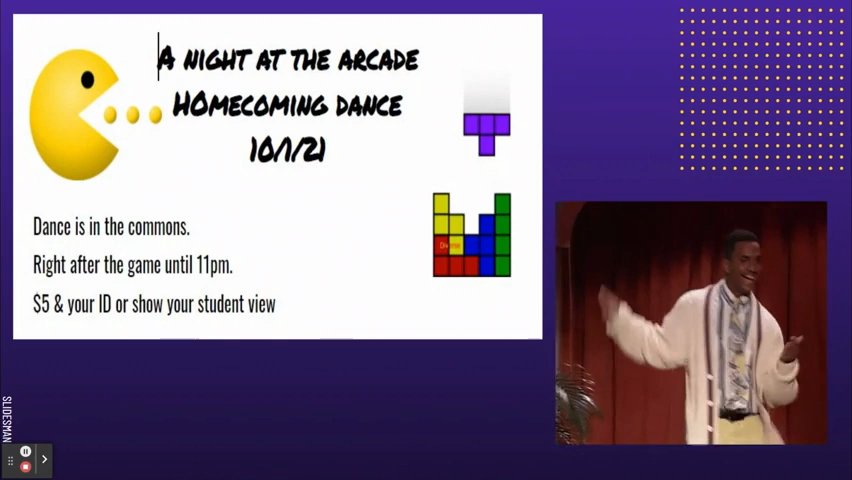 A NIGHT AT THE ARCADE
HOMECOMING DANCE
10/1/21
Dance is in the commons.
Right after the game until 11pm.
$5 & your ID or show your student view
SLIDESMAN